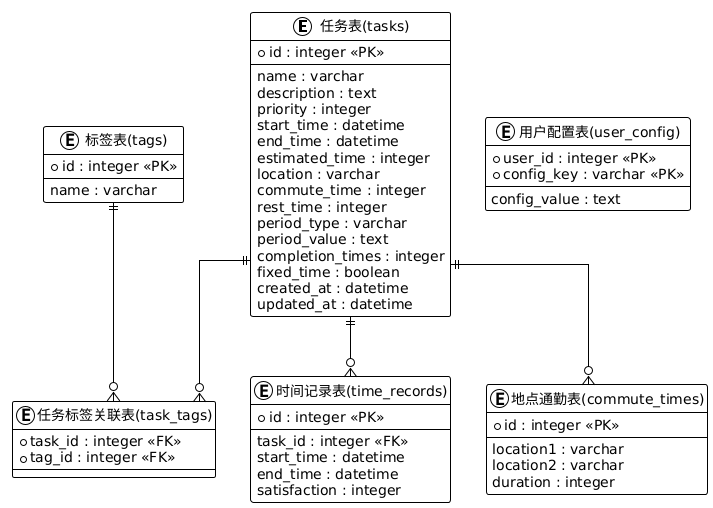 E 任务表(tasks)
id : integer «PK»
name : varchar
description : text
priority : integer
start_time : datetime
end_time : datetime
estimated_time : integer
location : varchar
commute_time : integer
rest_time : integer
period_type : varchar
period_value : text
completion_times : integer
fixed_time : boolean
created_at : datetime
updated_at : datetime
E 标签表(tags)
id : integer «PK»
name : varchar
E 用户配置表(user_config)
user_id : integer «PK»
config_key : varchar «PK»
config_value : text
E 任务标签关联表(task_tags)
task_id : integer «FK»
tag_id : integer «FK»
E 时间记录表(time_records)
id : integer «PK»
task_id : integer «FK»
start_time : datetime
end_time : datetime
satisfaction : integer
E 地点通勤表(commute_times)
id : integer «PK»
location1 : varchar
location2 : varchar
duration : integer